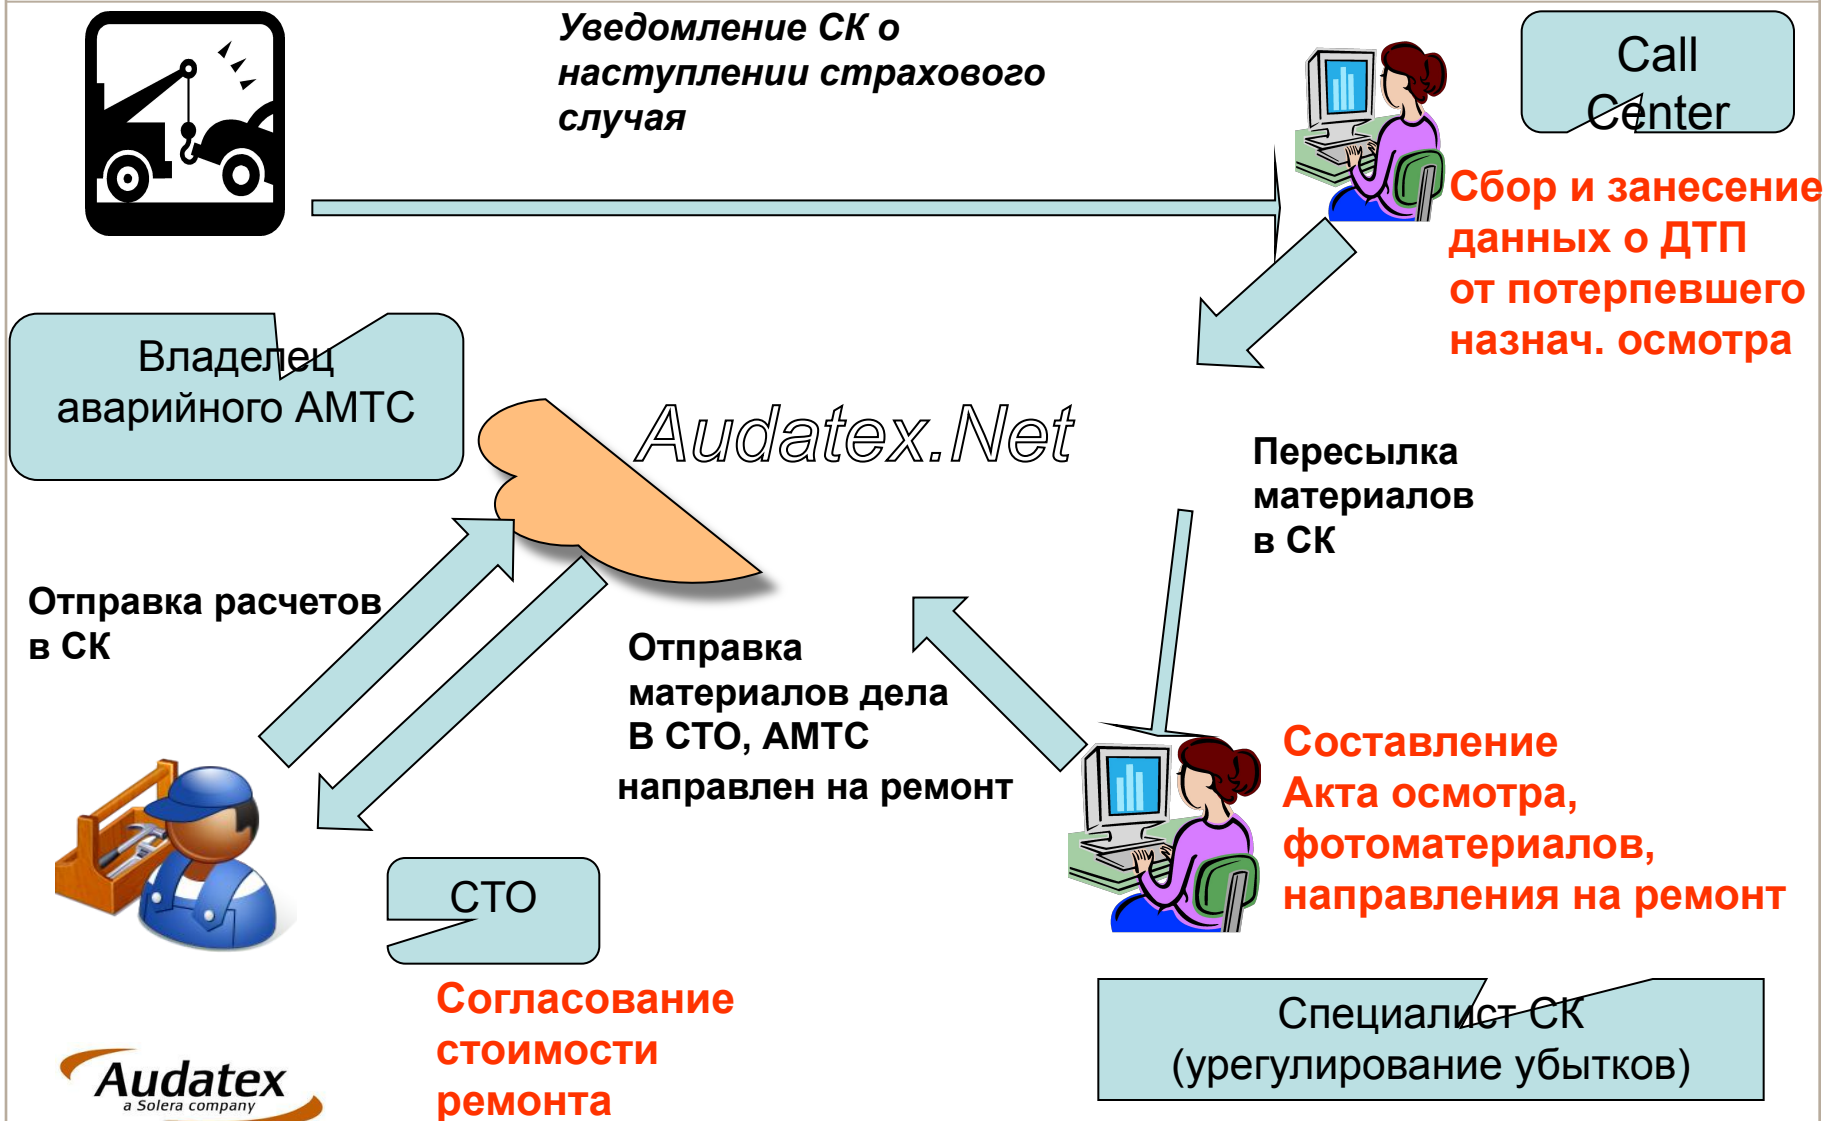 Уведомление СК о
наступлении страхового
случая
Call
Center
Сбор и занесение
данных о ДТП
от потерпевшего
назнач. осмотра
Владелец
аварийного АМТС
Audatex.Net
Пересылка
материалов
в СК
Отправка расчетов
в СК
Отправка
материалов дела
В СТО, АМТС
направлен на ремонт
Составление
Акта осмотра,
фотоматериалов,
направления на ремонт
СТО
Согласование
стоимости
ремонта
Специалист СК
(урегулирование убытков)
Audatex
a Solera company